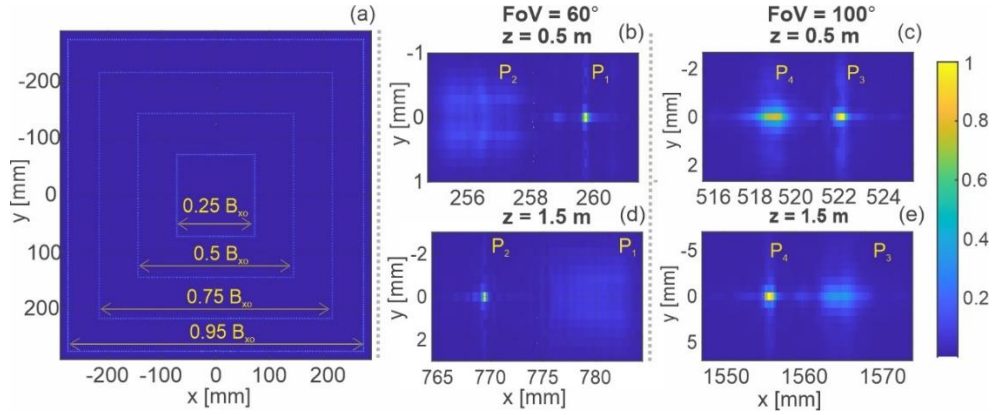 (a)
y [mm]
-200
-100
0
100
200
0.25 Bxo
0.5 Bxo
0.75 Bxo
0.95 Bxo
-200 -100 0 100 200
x [mm]
FoV = 60°
z = 0.5 m (b)
y [mm]
-1
0
1
P2 P1
256 258 260
z = 1.5 m (d)
y [mm]
-2
0
2
P2 P1
765 770 775 780
x [mm]
FoV = 100°
z = 0.5 m (c)
y [mm]
-2
0
2
P4 P3
516 518 520 522 524
z = 1.5 m (e)
y [mm]
-5
0
5
P4 P3
1550 1560 1570
x [mm]
1
0.8
0.6
0.4
0.2